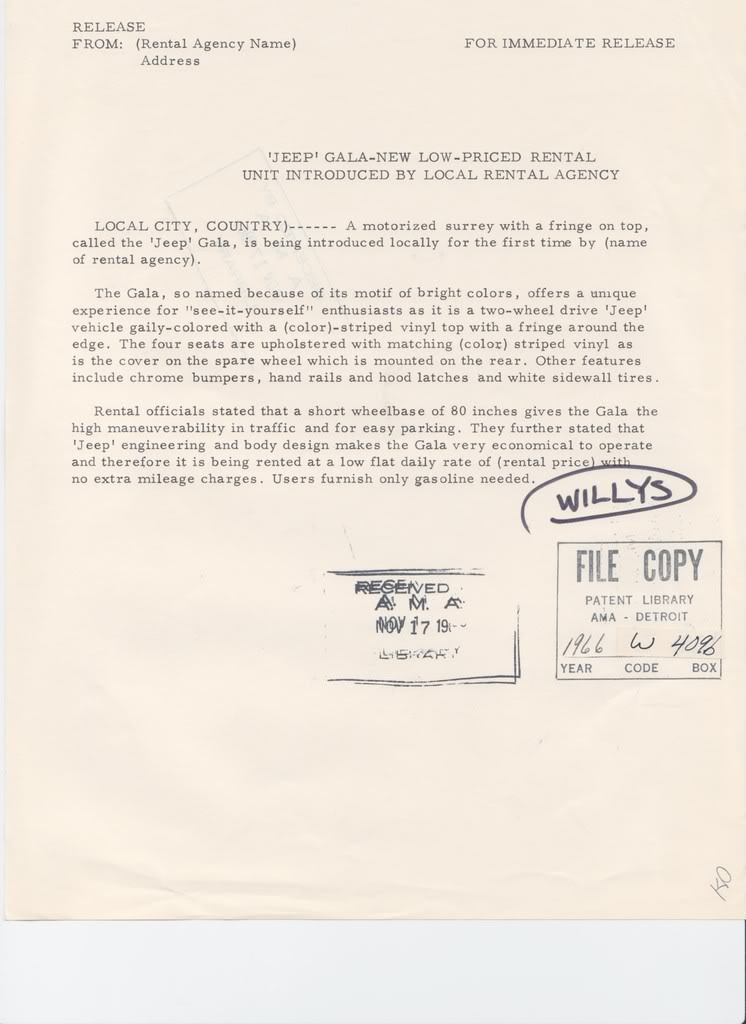 RELEASE
FROM: (Rental Agency Name) FOR IMMEDIATE RELEASE
Address
'JEEP' GALA-NEW LOW-PRICED RENTAL
UNIT INTRODUCED BY LOCAL RENTAL AGENCY
LOCAL CITY, COUNTRY)------ A motorized surrey with a fringe on top,
called the 'Jeep' Gala, is being introduced locally for the first time by (name
of rental agency).
The Gala, so named because of its motif of bright colors, offers a unique
experience for "see-it-yourself" enthusiasts as it is a two-wheel drive 'Jeep'
vehicle gaily-colored with a (color)-striped vinyl top with a fringe around the
edge. The four seats are upholstered with matching (color) striped vinyl as
is the cover on the spare wheel which is mounted on the rear. Other features
include chrome bumpers, hand rails and hood latches and white sidewall tires.
Rental officials stated that a short wheelbase of 80 inches gives the Gala the
high maneuverability in traffic and for easy parking. They further stated that
'Jeep' engineering and body design makes the Gala very economical to operate
and therefore it is being rented at a low flat daily rate of (rental price) with
no extra mileage charges. Users furnish only gasoline needed.
WILLYS
RECEIVED
A. M. A.
NOV 17 19
LIBRARY
FILE COPY
PATENT LIBRARY
AMA - DETROIT
1966 W 4096
YEAR CODE BOX